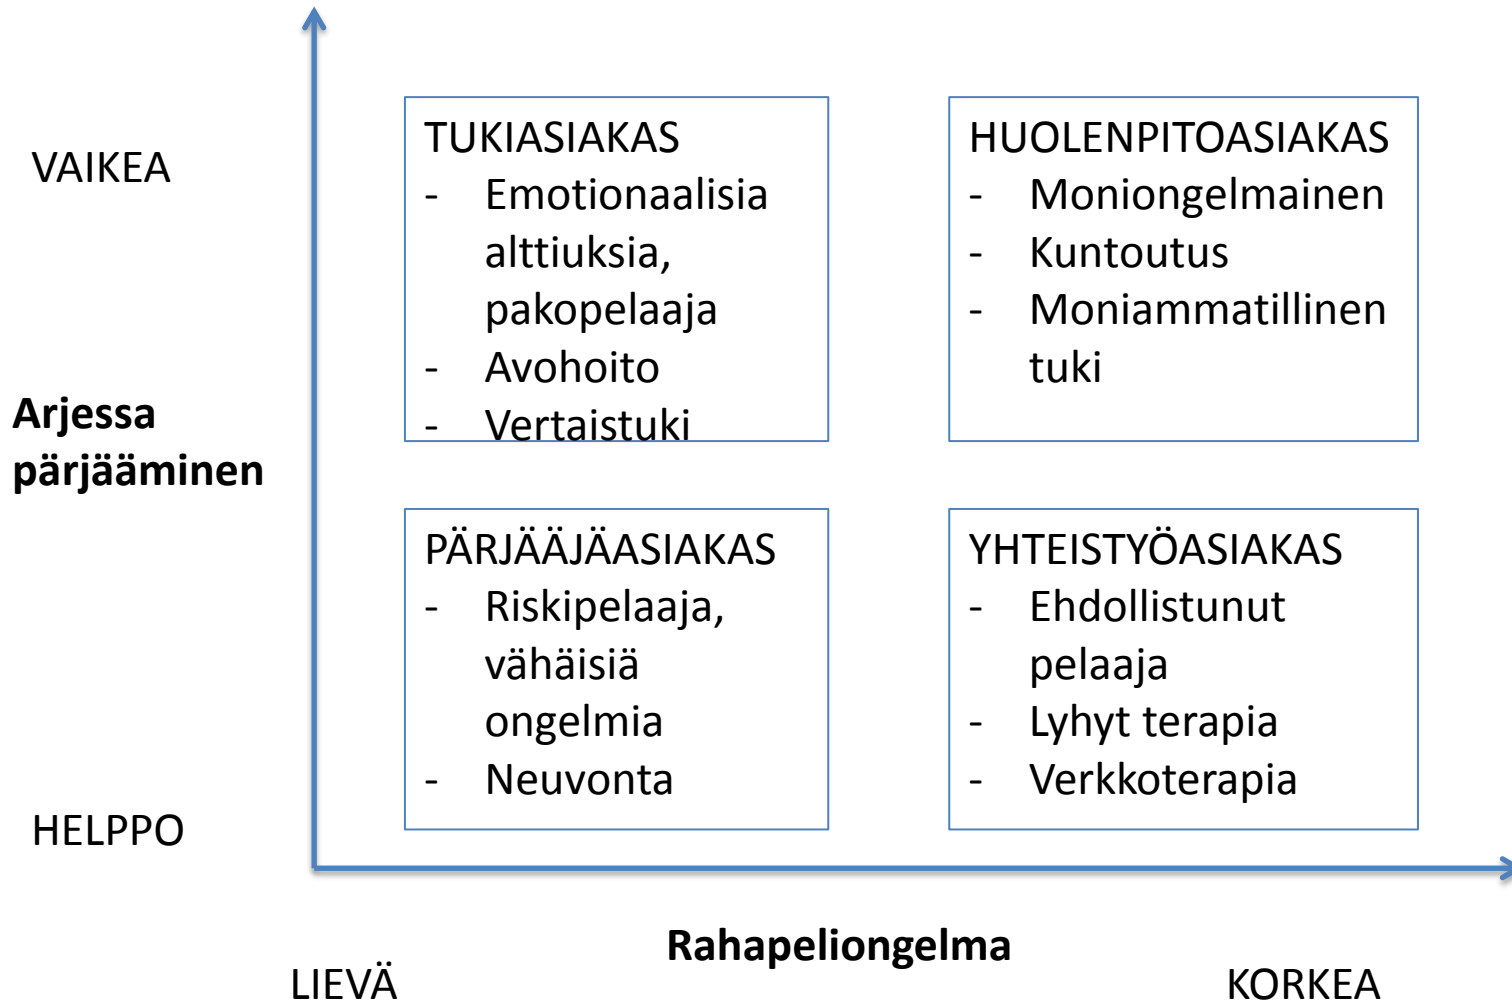 VAIKEA
TUKIASIAKAS
- Emotionaalisia
alttiuksia,
pakopelaaja
- Avohoito
- Vertaistuki
HUOLENPITOASIAKAS
- Moniongelmainen
- Kuntoutus
- Moniammatillinen
tuki
Arjessa
pärjääminen
PÄRJÄÄJÄASIAKAS
- Riskipelaaja,
vähäisiä
ongelmia
- Neuvonta
YHTEISTYÖASIAKAS
- Ehdollistunut
pelaaja
- Lyhyt terapia
- Verkkoterapia
HELPPO
Rahapeliongelma
LIEVÄ
KORKEA